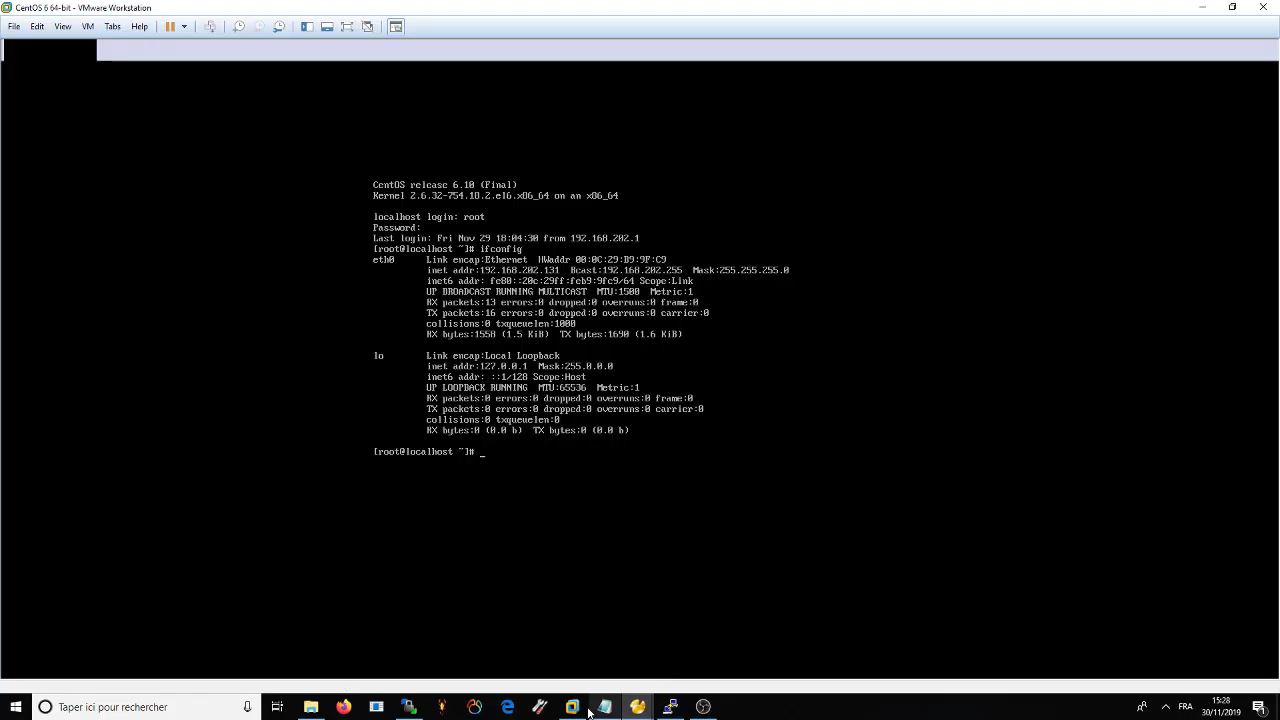 CentOS 6 64-bit - VMware Workstation
File Edit View VM Tabs Help
CentOS release 6.10 (Final)
Kernel 2.6.32-754.18.2.el6.x86_64 on an x86_64
localhost login: root
Password:
Last login: Fri Nov 29 18:04:30 from 192.168.202.1
[root@localhost ~]# ifconfig
eth0 Link encap:Ethernet HWaddr 00:0C:29:B9:9F:C9
inet addr:192.168.202.131 Bcast:192.168.202.255 Mask:255.255.255.0
inet6 addr: fe80::20c:29ff:feb9:9fc9/64 Scope:Link
UP BROADCAST RUNNING MULTICAST MTU:1500 Metric:1
RX packets:13 errors:0 dropped:0 overruns:0 frame:0
TX packets:16 errors:0 dropped:0 overruns:0 carrier:0
collisions:0 txqueuelen:1000
RX bytes:1558 (1.5 KiB) TX bytes:1690 (1.6 KiB)
lo Link encap:Local Loopback
inet addr:127.0.0.1 Mask:255.0.0.0
inet6 addr: ::1/128 Scope:Host
UP LOOPBACK RUNNING MTU:65536 Metric:1
RX packets:0 errors:0 dropped:0 overruns:0 frame:0
TX packets:0 errors:0 dropped:0 overruns:0 carrier:0
collisions:0 txqueuelen:0
RX bytes:0 (0.0 b) TX bytes:0 (0.0 b)
[root@localhost ~]# _
Taper ici pour rechercher
FRA
15:28
30/11/2019